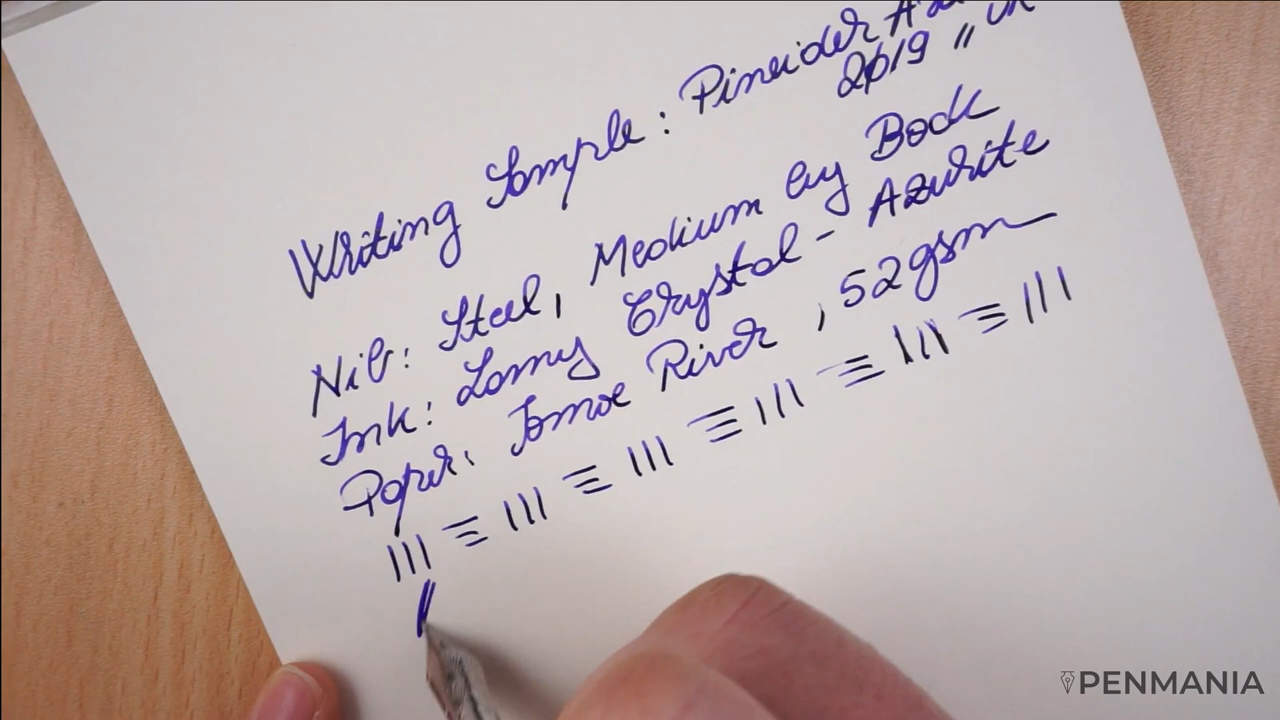 Writing Sample: Pineider
2019 "
Nib: Steel, Medium by Bock
Ink: Lamy Crystal - Azurite
Paper: Tomoe River, 52gsm
||| ≡ ||| ≡ ||| ≡ ||| ≡ ||| ≡ |||
PENMANIA